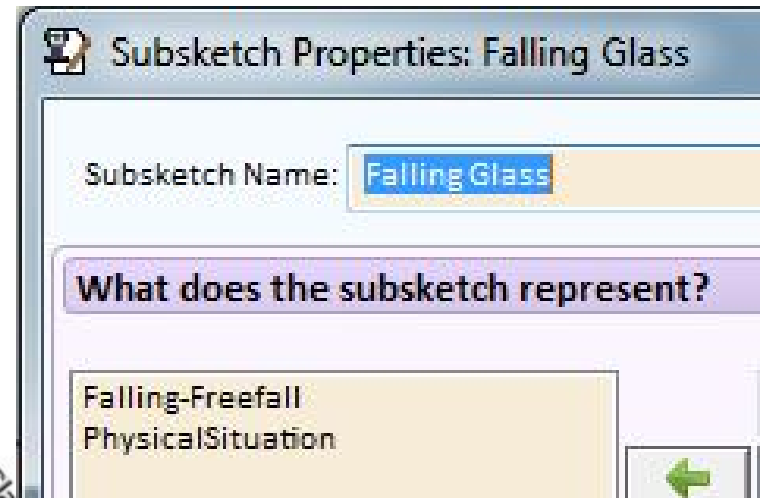 Subsketch Properties: Falling Glass
Subsketch Name: Falling Glass
What does the subsketch represent?
Falling-Freefall
PhysicalSituation